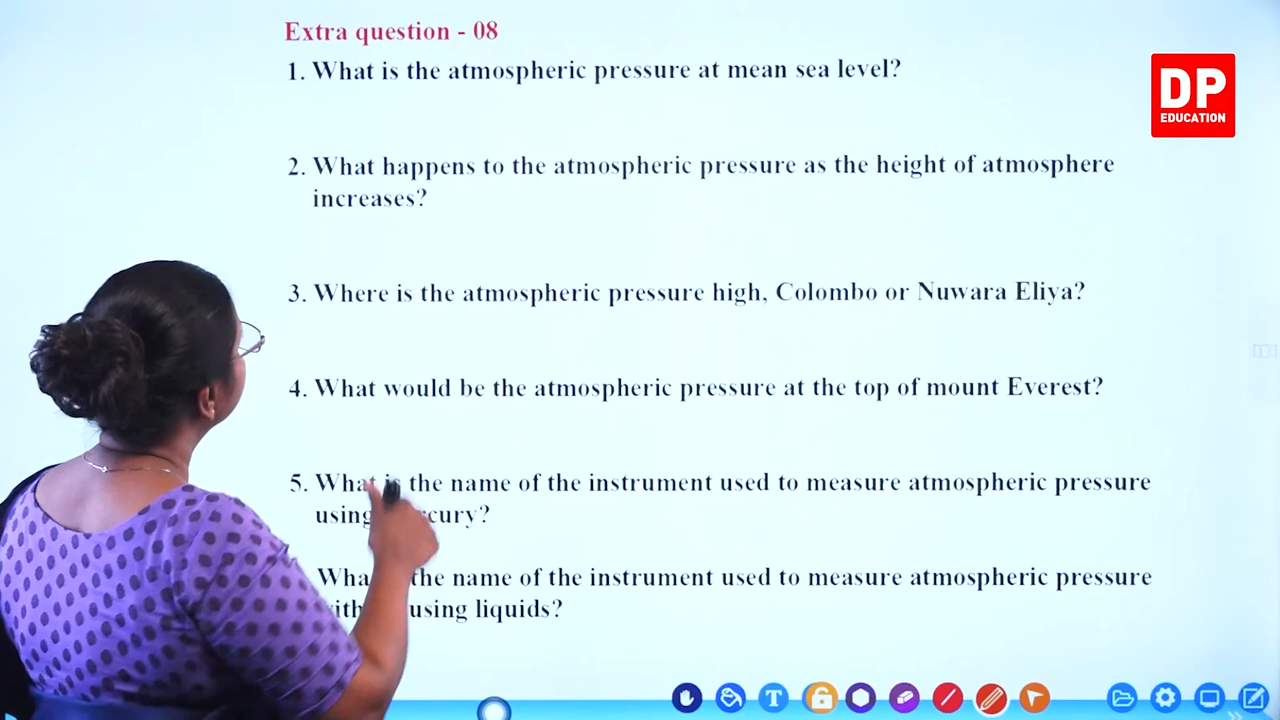 Extra question - 08
1. What is the atmospheric pressure at mean sea level?
DP
EDUCATION
2. What happens to the atmospheric pressure as the height of atmosphere
increases?
3. Where is the atmospheric pressure high, Colombo or Nuwara Eliya?
4. What would be the atmospheric pressure at the top of mount Everest?
5. What is the name of the instrument used to measure atmospheric pressure
using cury?
Wha the name of the instrument used to measure atmospheric pressure
ith using liquids?
T